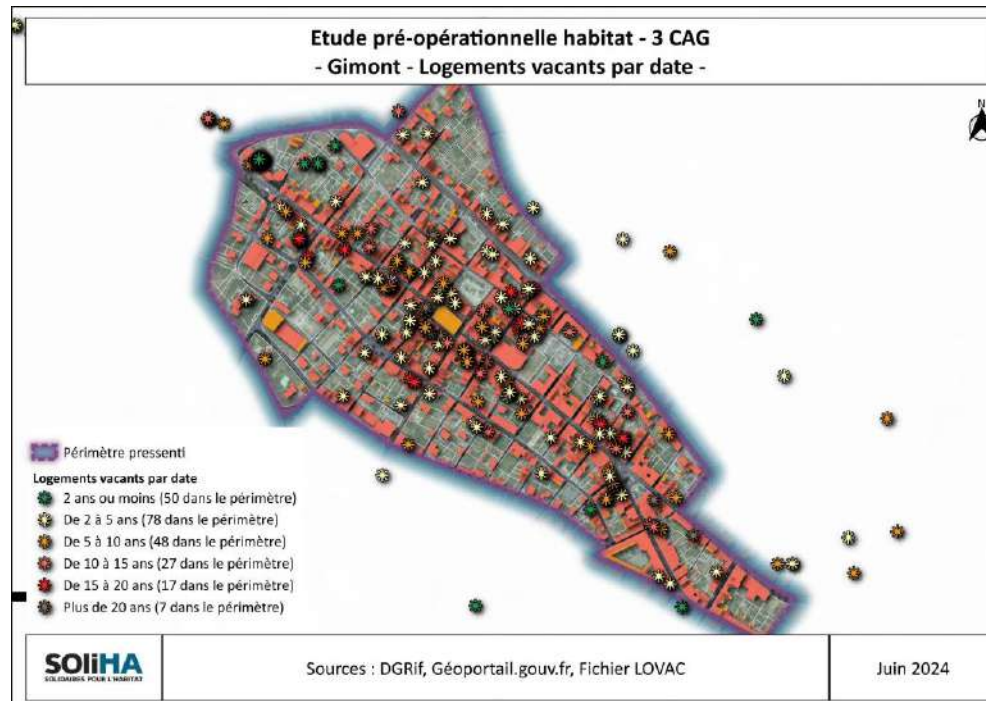 Etude pré-opérationnelle habitat - 3 CAG
- Gimont - Logements vacants par date -
N
Périmètre pressenti
Logements vacants par date
2 ans ou moins (50 dans le périmètre)
De 2 à 5 ans (78 dans le périmètre)
De 5 à 10 ans (48 dans le périmètre)
De 10 à 15 ans (27 dans le périmètre)
De 15 à 20 ans (17 dans le périmètre)
Plus de 20 ans (7 dans le périmètre)
SOLiHA
SOLIDAIRES POUR L'HABITAT
Sources : DGRif, Géoportail.gouv.fr, Fichier LOVAC
Juin 2024